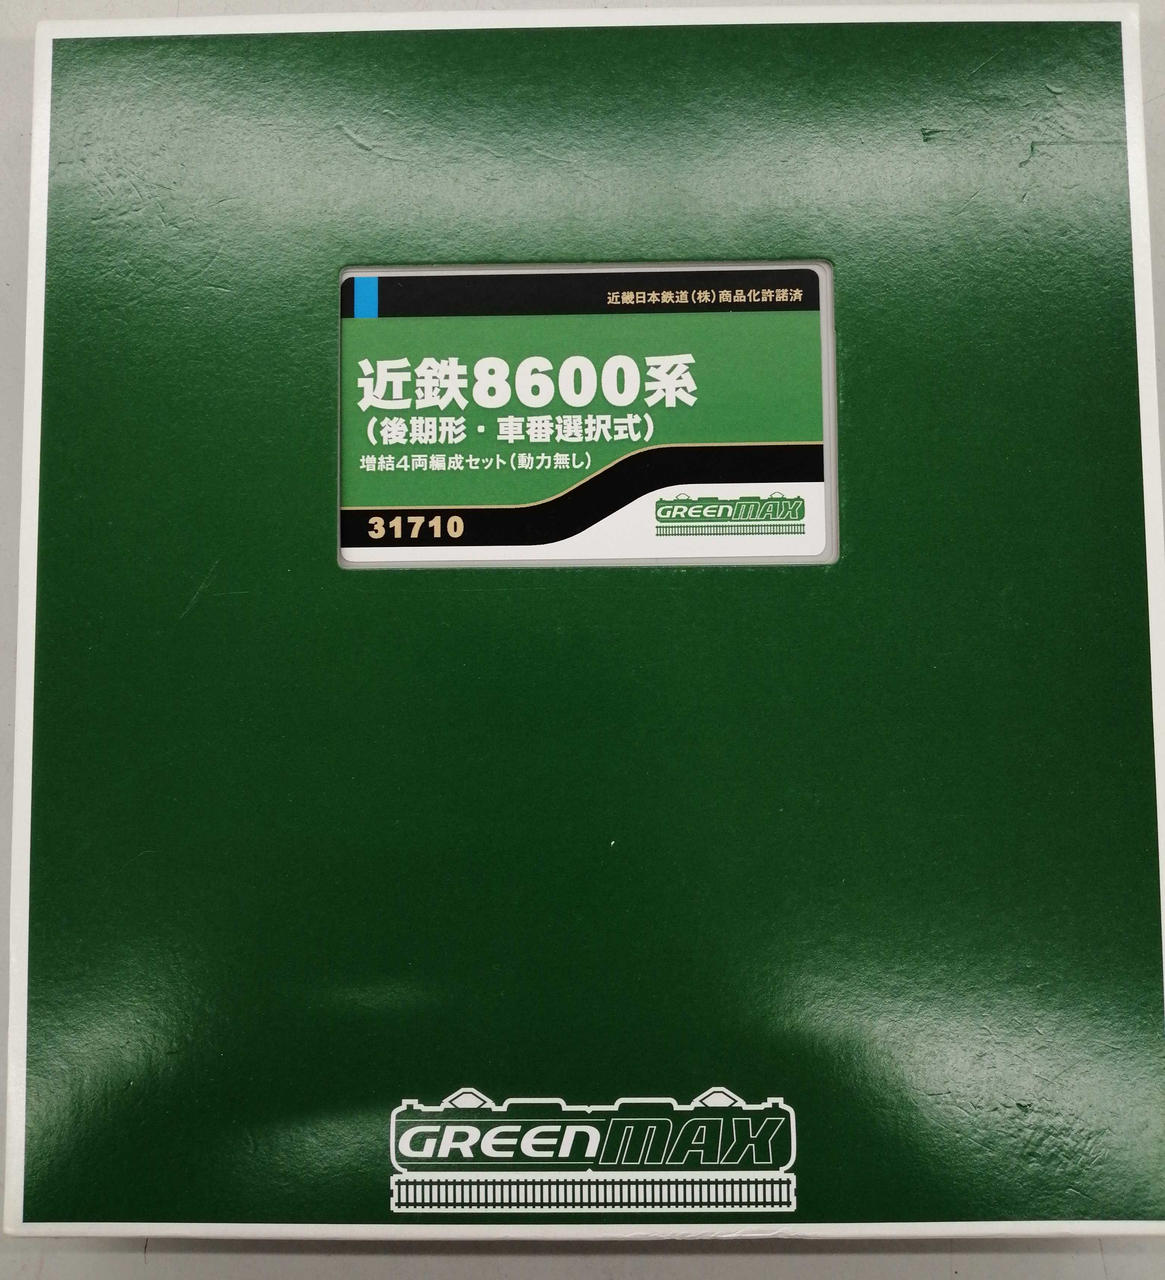 近畿日本鉄道(株)商品化許諾済
近鉄8600系
(後期形・車番選択式)
増結4両編成セット(動力無し)
31710
GREENMAX
GREENMAX